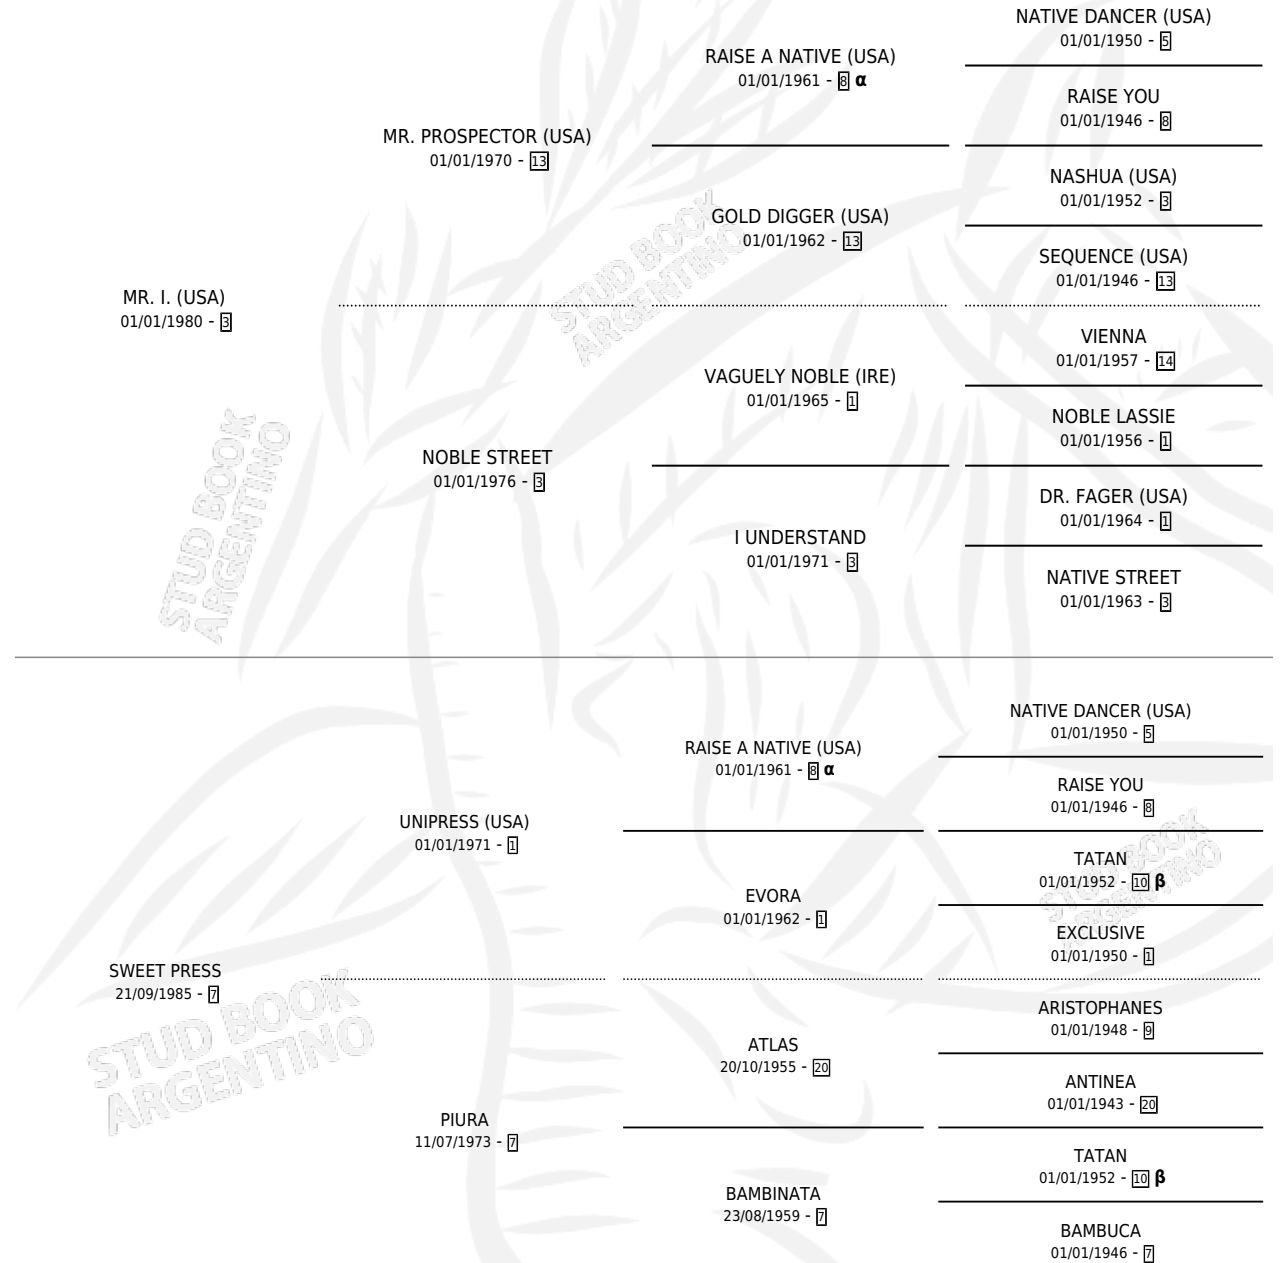 NATIVE DANCER (USA)
01/01/1950 - 5
RAISE A NATIVE (USA)
01/01/1961 - 8 α
RAISE YOU
01/01/1946 - 8
MR. PROSPECTOR (USA)
01/01/1970 - 13
NASHUA (USA)
01/01/1952 - 3
GOLD DIGGER (USA)
01/01/1962 - 13
SEQUENCE (USA)
01/01/1946 - 13
MR. I. (USA)
01/01/1980 - 3
VIENNA
01/01/1957 - 14
VAGUELY NOBLE (IRE)
01/01/1965 - 1
NOBLE LASSIE
01/01/1956 - 1
NOBLE STREET
01/01/1976 - 3
DR. FAGER (USA)
01/01/1964 - 1
I UNDERSTAND
01/01/1971 - 3
NATIVE STREET
01/01/1963 - 3
NATIVE DANCER (USA)
01/01/1950 - 5
RAISE A NATIVE (USA)
01/01/1961 - 8 α
RAISE YOU
01/01/1946 - 8
UNIPRESS (USA)
01/01/1971 - 1
TATAN
01/01/1952 - 10 β
EVORA
01/01/1962 - 1
EXCLUSIVE
01/01/1950 - 1
SWEET PRESS
21/09/1985 - 7
ARISTOPHANES
01/01/1948 - 9
ATLAS
20/10/1955 - 20
ANTINEA
01/01/1943 - 20
PIURA
11/07/1973 - 7
TATAN
01/01/1952 - 10 β
BAMBINATA
23/08/1959 - 7
BAMBUCA
01/01/1946 - 7
STUD BOOK
ARGENTINO
STUD BOOK
ARGENTINO
STUD BOOK
ARGENTINO
STUD BOOK
ARGENTINO